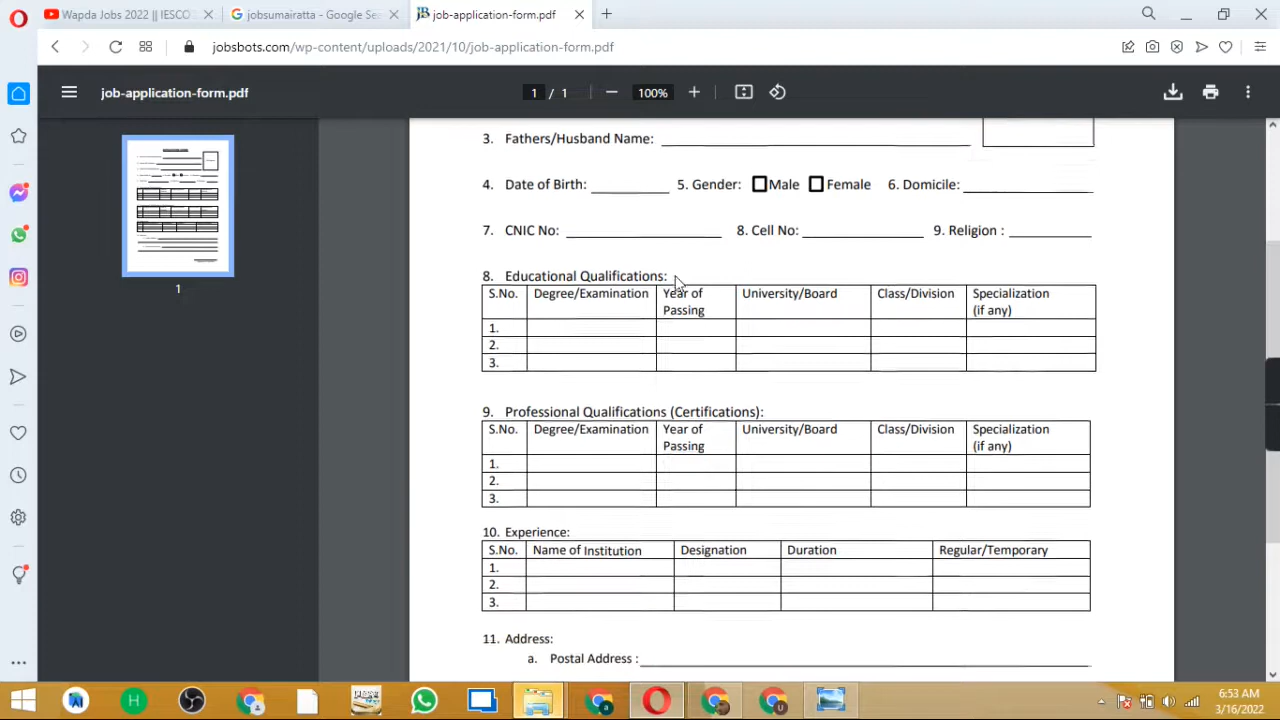 Wapda Jobs 2022 || IESCO
jobsumairatta - Google Se
job-application-form.pdf
jobsbots.com/wp-content/uploads/2021/10/job-application-form.pdf
job-application-form.pdf
1 / 1
100%
1
3. Fathers/Husband Name:
4. Date of Birth: 5. Gender: Male Female 6. Domicile:
7. CNIC No: 8. Cell No: 9. Religion :
8. Educational Qualifications:
S.No. Degree/Examination Year of Passing University/Board Class/Division Specialization (if any)
1.
2.
3.
9. Professional Qualifications (Certifications):
S.No. Degree/Examination Year of Passing University/Board Class/Division Specialization (if any)
1.
2.
3.
10. Experience:
S.No. Name of Institution Designation Duration Regular/Temporary
1.
2.
3.
11. Address:
a. Postal Address :
6:53 AM
3/16/2022